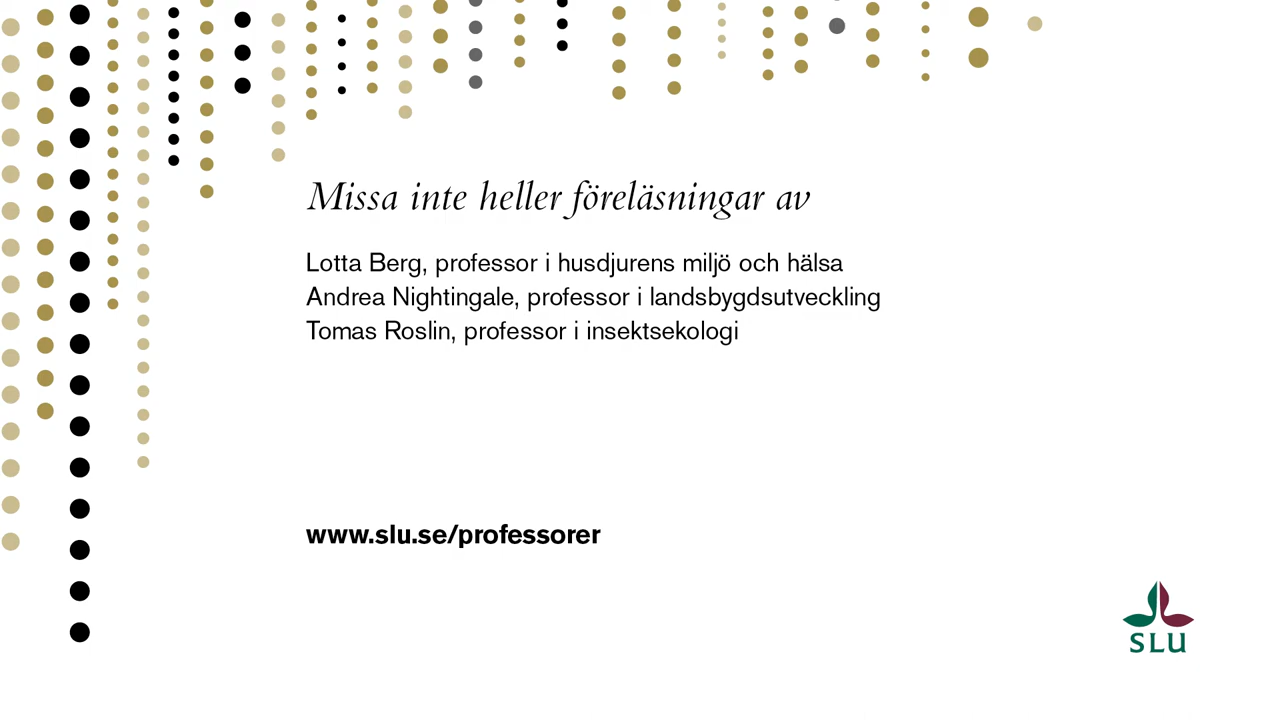 Missa inte heller föreläsningar av
Lotta Berg, professor i husdjurens miljö och hälsa
Andrea Nightingale, professor i landsbygdsutveckling
Tomas Roslin, professor i insektsekologi
www.slu.se/professorer
SLU